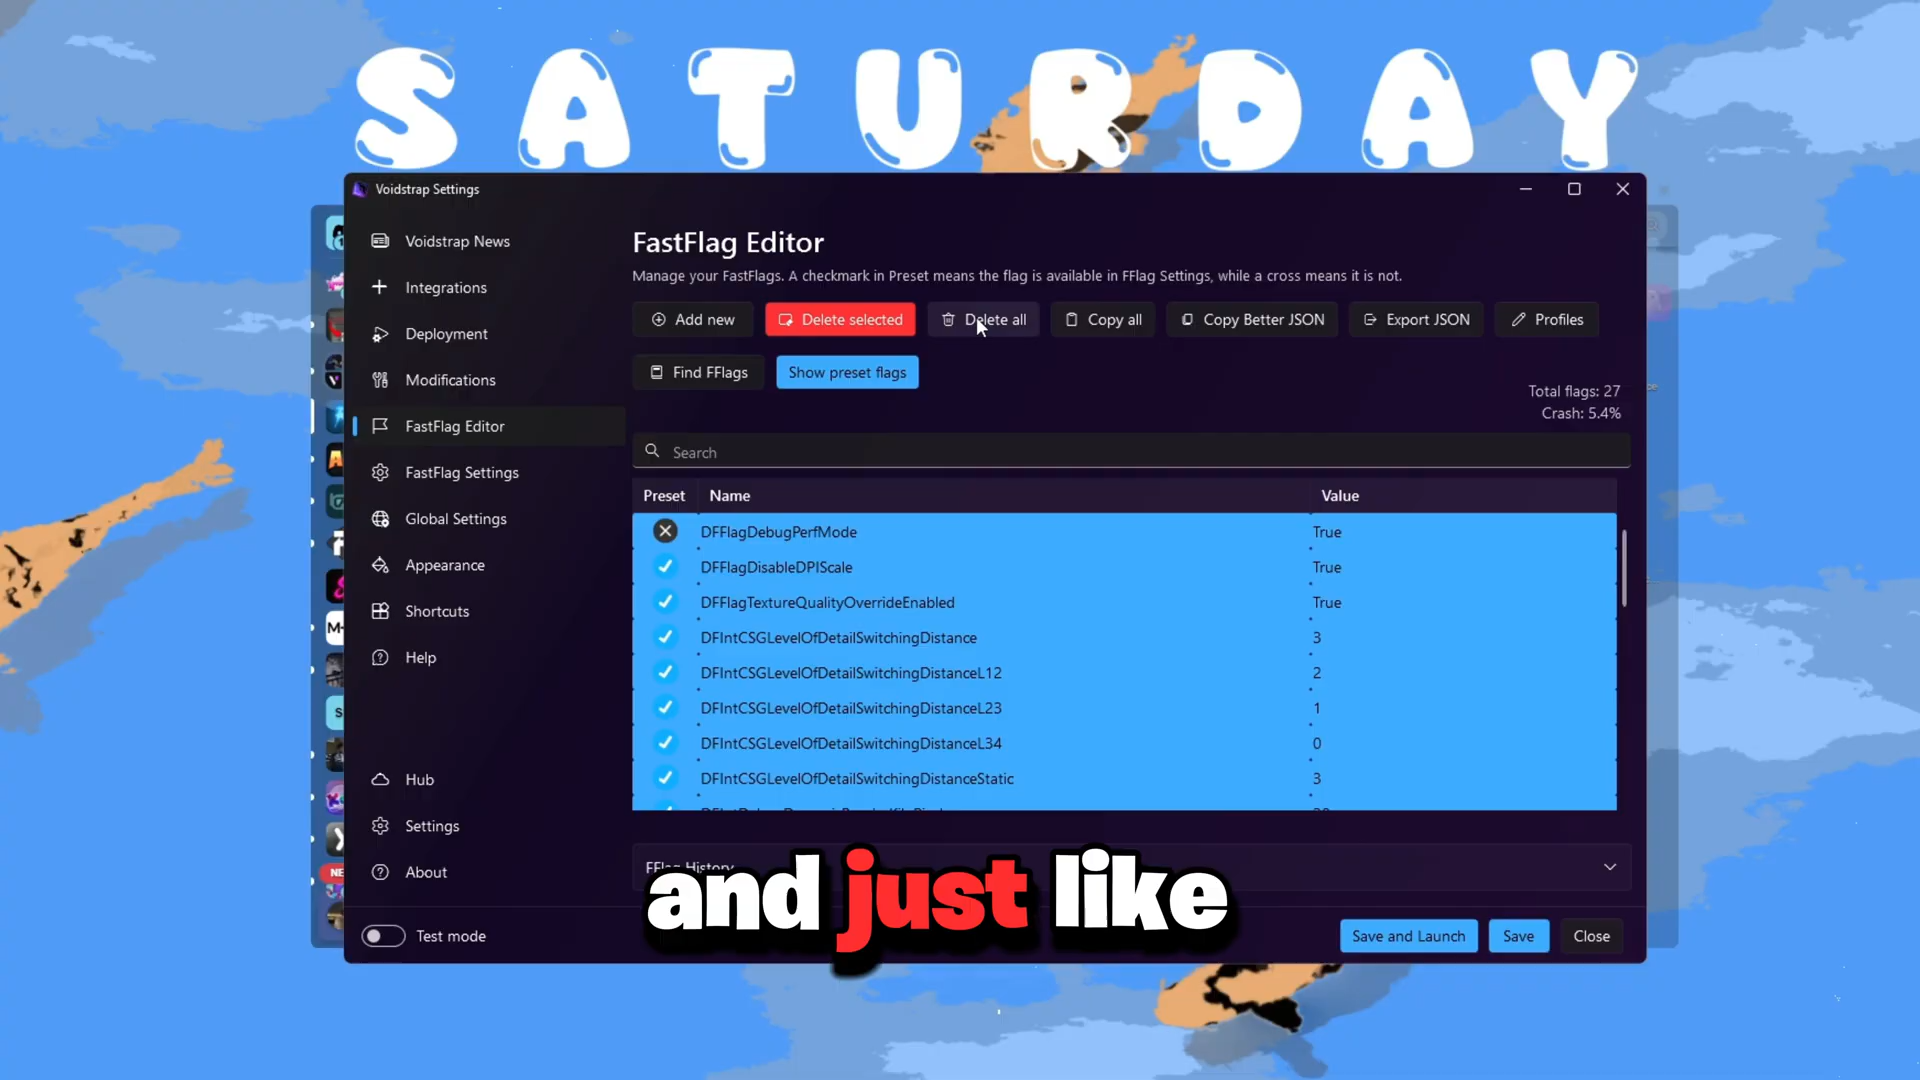 SATURDAY
Voidstrap Settings
Voidstrap News
Integrations
Deployment
Modifications
FastFlag Editor
FastFlag Settings
Global Settings
Appearance
Shortcuts
Help
Hub
Settings
About
Test mode
FastFlag Editor
Manage your FastFlags. A checkmark in Preset means the flag is available in FFlag Settings, while a cross means it is not.
Add new
Delete selected
Delete all
Copy all
Copy Better JSON
Export JSON
Profiles
Find FFlags
Show preset flags
Total flags: 27
Crash: 5.4%
Search
Preset Name Value
DFFlagDebugPerfMode True
DFFlagDisableDPIScale True
DFFlagTextureQualityOverrideEnabled True
DFIntCSGLevelOfDetailSwitchingDistance 3
DFIntCSGLevelOfDetailSwitchingDistanceL12 2
DFIntCSGLevelOfDetailSwitchingDistanceL23 1
DFIntCSGLevelOfDetailSwitchingDistanceL34 0
DFIntCSGLevelOfDetailSwitchingDistanceStatic 3
FFlag History
and just like
Save and Launch
Save
Close